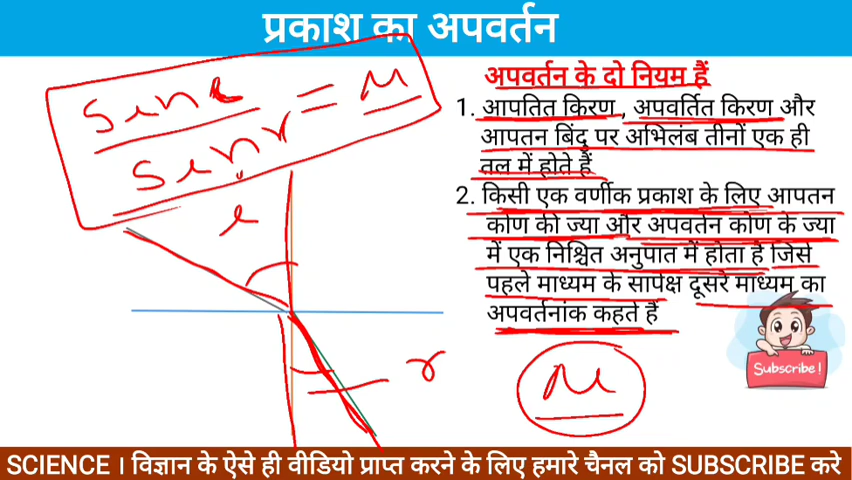 प्रकाश का अपवर्तन
अपवर्तन के दो नियम हैं
1. आपतित किरण , अपवर्तित किरण और
आपतन बिंदु पर अभिलंब तीनों एक ही
तल में होते हैं
2. किसी एक वर्णीक प्रकाश के लिए आपतन
कोण की ज्या और अपवर्तन कोण के ज्या
में एक निश्चित अनुपात में होता है जिसे
पहले माध्यम के सापेक्ष दूसरे माध्यम का
अपवर्तनांक कहते हैं
sin i
sin r
= μ
i
r
μ
Subscribe!
SCIENCE । विज्ञान के ऐसे ही वीडियो प्राप्त करने के लिए हमारे चैनल को SUBSCRIBE करे